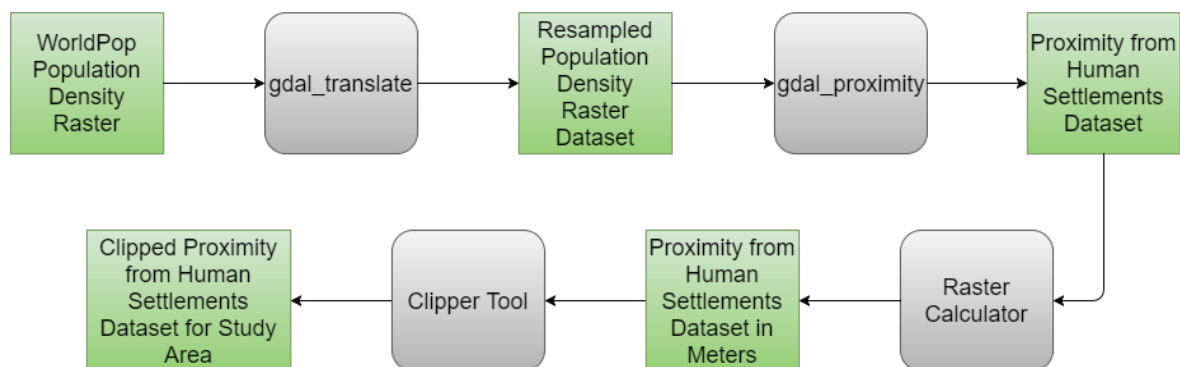 WorldPop
Population
Density
Raster
gdal_translate
Resampled
Population
Density
Raster
Dataset
gdal_proximity
Proximity from
Human
Settlements
Dataset
Clipped Proximity
from Human
Settlements
Dataset for Study
Area
Clipper Tool
Proximity from
Human
Settlements
Dataset in
Meters
Raster
Calculator